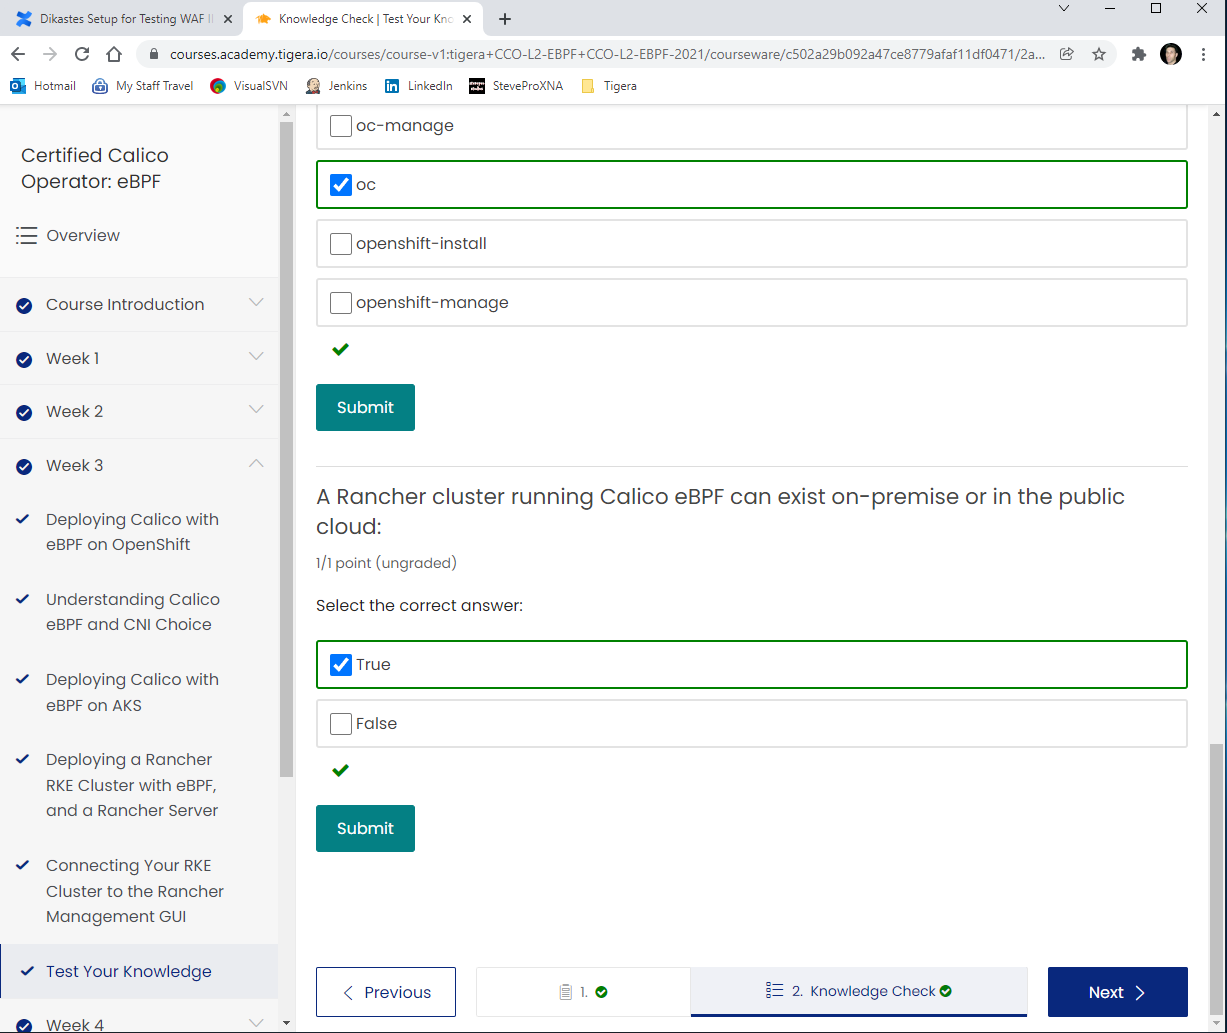 Dikastes Setup for Testing WAF
Knowledge Check | Test Your Kno
courses.academy.tigera.io/courses/course-v1:tigera+CCO-L2-EBPF+CCO-L2-EBPF-2021/courseware/c502a29b092a47ce8779afaf11df0471/2a...
Hotmail
My Staff Travel
VisualSVN
Jenkins
LinkedIn
SteveProXNA
Tigera
Certified Calico
Operator: eBPF
Overview
Course Introduction
Week 1
Week 2
Week 3
Deploying Calico with
eBPF on OpenShift
Understanding Calico
eBPF and CNI Choice
Deploying Calico with
eBPF on AKS
Deploying a Rancher
RKE Cluster with eBPF,
and a Rancher Server
Connecting Your RKE
Cluster to the Rancher
Management GUI
Test Your Knowledge
Week 4
oc-manage
oc
openshift-install
openshift-manage
Submit
A Rancher cluster running Calico eBPF can exist on-premise or in the public
cloud:
1/1 point (ungraded)
Select the correct answer:
True
False
Submit
Previous
1.
2. Knowledge Check
Next